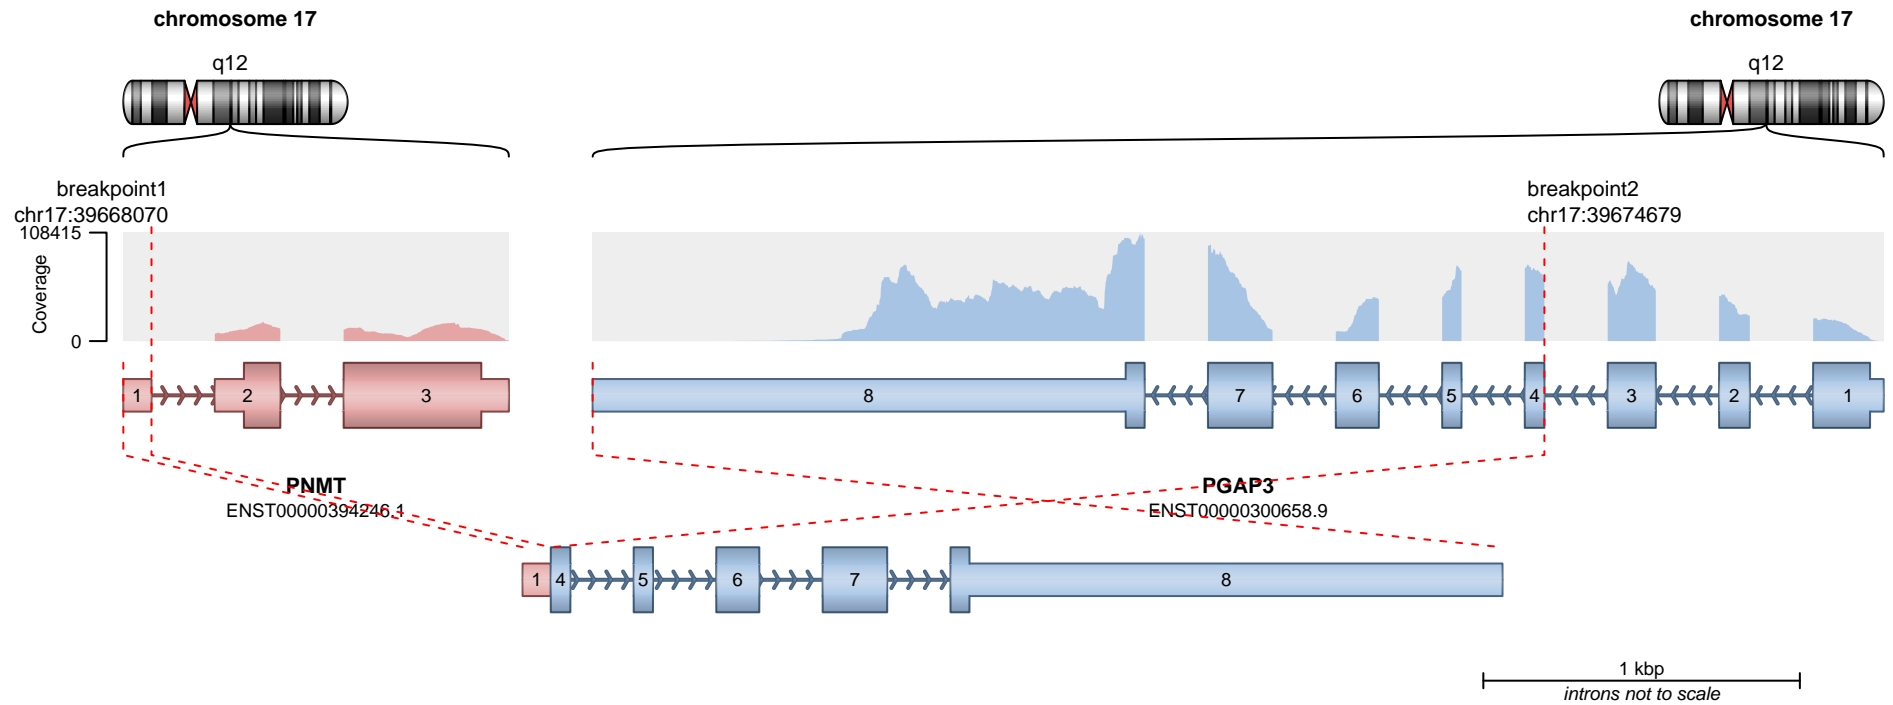 chromosome 17
chromosome 17
q12
q12
breakpoint1
chr17:39668070
breakpoint2
chr17:39674679
108415
Coverage
0
1
2
3
8
7
6
5
4
3
2
1
PNMT
ENST00000394246.1
PGAP3
ENST00000300658.9
1
4
5
6
7
8
1 kbp
introns not to scale